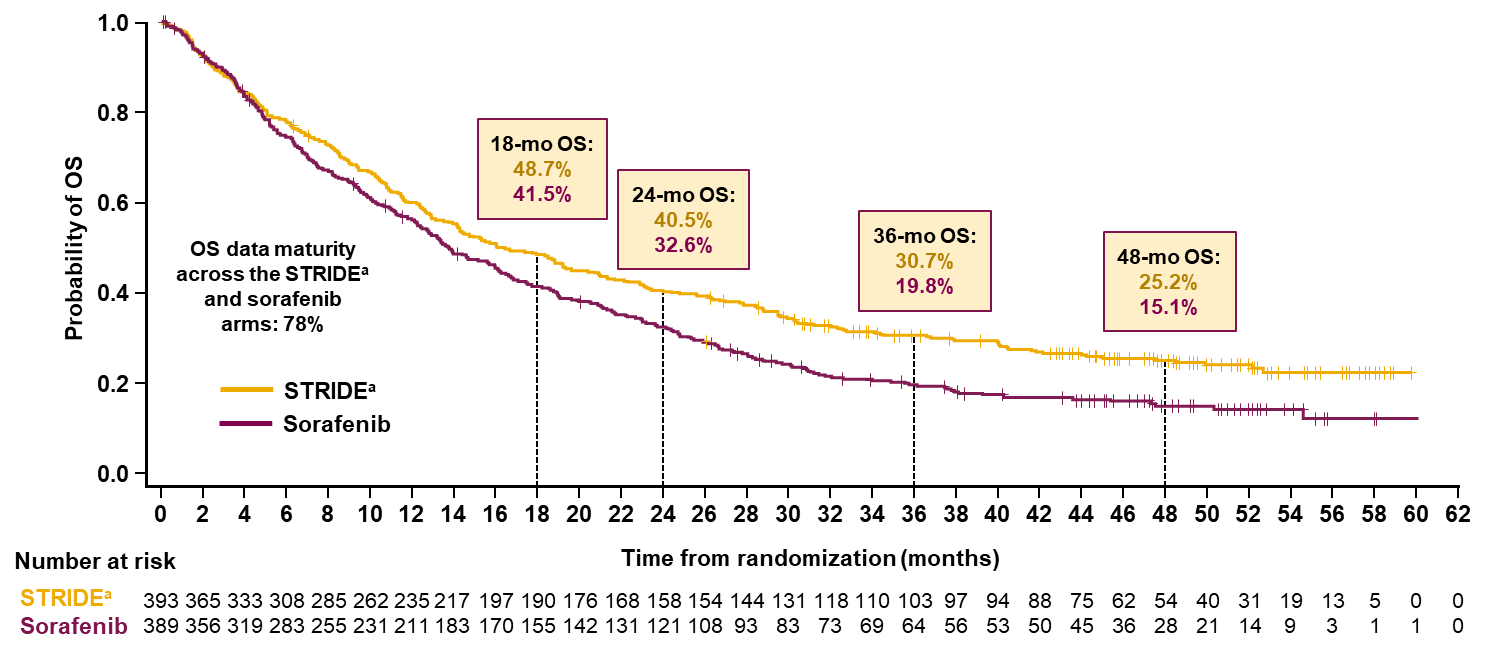 1.0
0.8
0.6
0.4
0.2
0.0
Probability of OS
18-mo OS:
48.7%
41.5%
24-mo OS:
40.5%
32.6%
36-mo OS:
30.7%
19.8%
48-mo OS:
25.2%
15.1%
OS data maturity
across the STRIDEᵃ
and sorafenib
arms: 78%
STRIDEᵃ
Sorafenib
0 2 4 6 8 10 12 14 16 18 20 22 24 26 28 30 32 34 36 38 40 42 44 46 48 50 52 54 56 58 60 62
Time from randomization (months)
Number at risk
STRIDEᵃ 393 365 333 308 285 262 235 217 197 190 176 168 158 154 144 131 118 110 103 97 94 88 75 62 54 40 31 19 13 5 0 0
Sorafenib 389 356 319 283 255 231 211 183 170 155 142 131 121 108 93 83 73 69 64 56 53 50 45 36 28 21 14 9 3 1 1 0